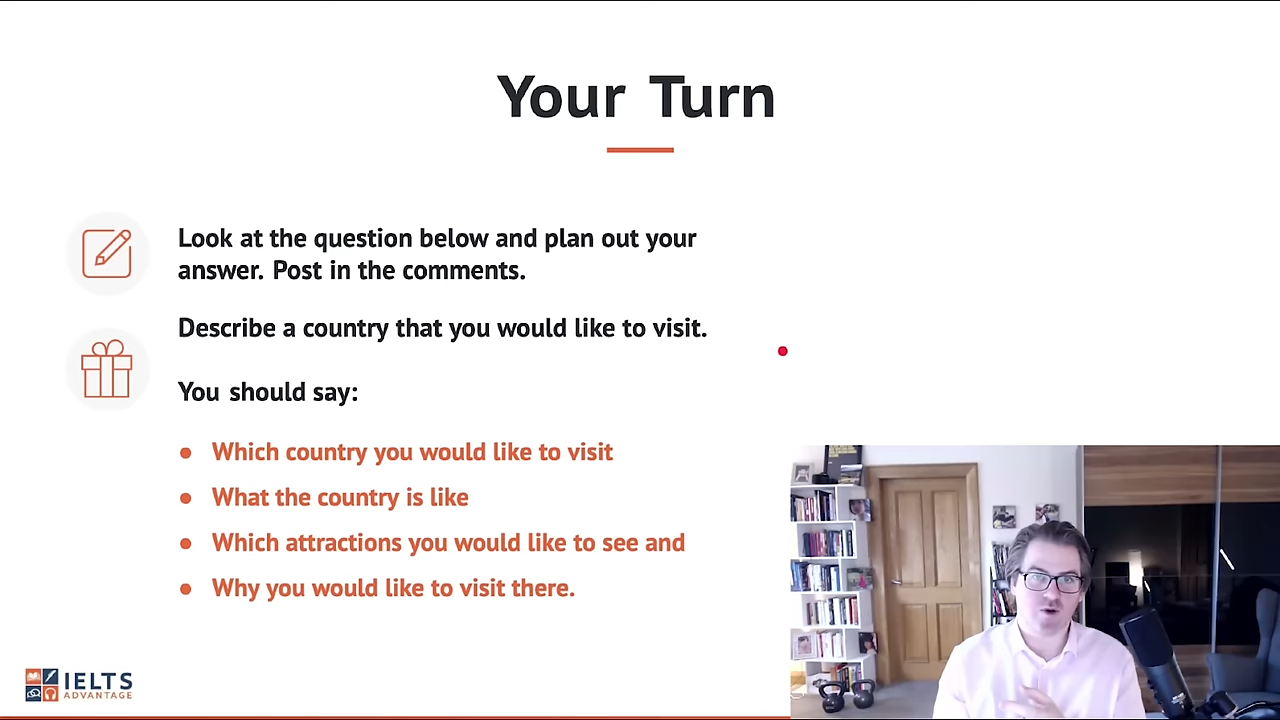 Your Turn
Look at the question below and plan out your
answer. Post in the comments.
Describe a country that you would like to visit.
You should say:
● Which country you would like to visit
● What the country is like
● Which attractions you would like to see and
● Why you would like to visit there.
IELTS
ADVANTAGE